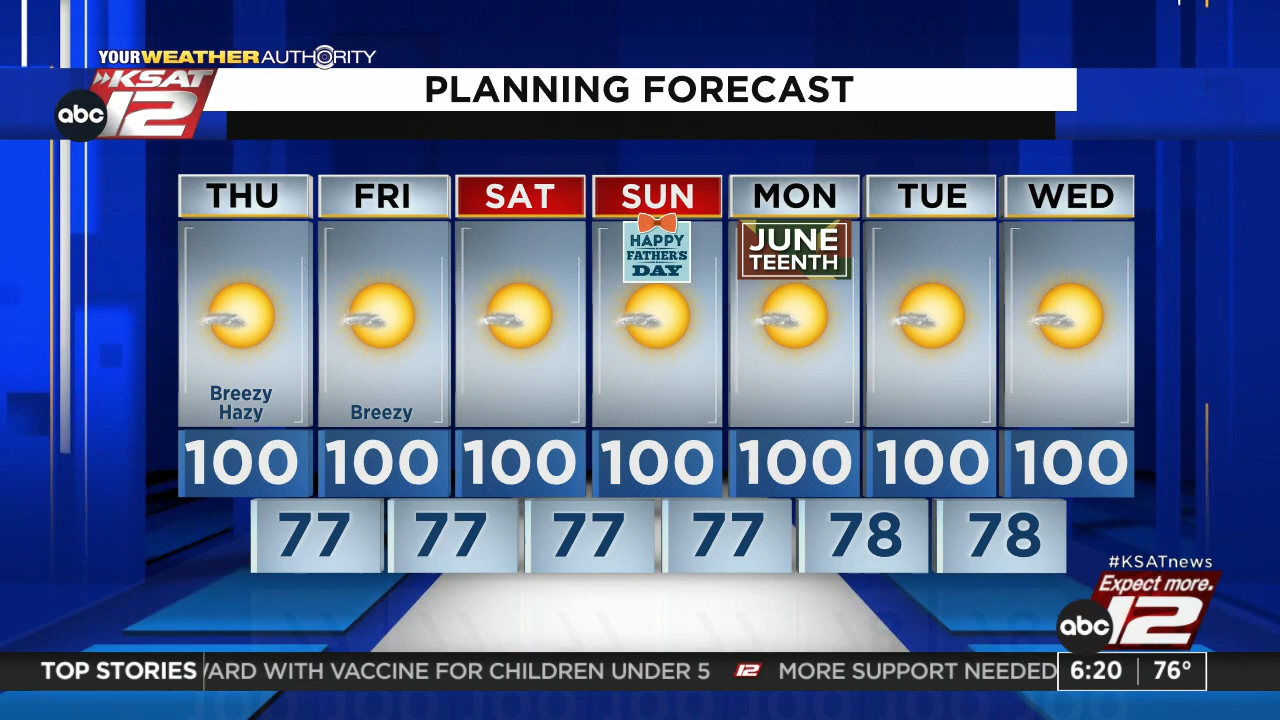 YOURWEATHERAUTHORITY
KSAT
abc
12
PLANNING FORECAST
THU
FRI
SAT
SUN
MON
TUE
WED
HAPPY
FATHER'S
DAY
JUNE
TEENTH
Breezy
Hazy
Breezy
100
100
100
100
100
100
100
77
77
77
77
78
78
#KSATnews
Expect more.
abc
12
TOP STORIES
WITH VACCINE FOR CHILDREN UNDER 5
12
MORE SUPPORT NEEDED
6:20
76°